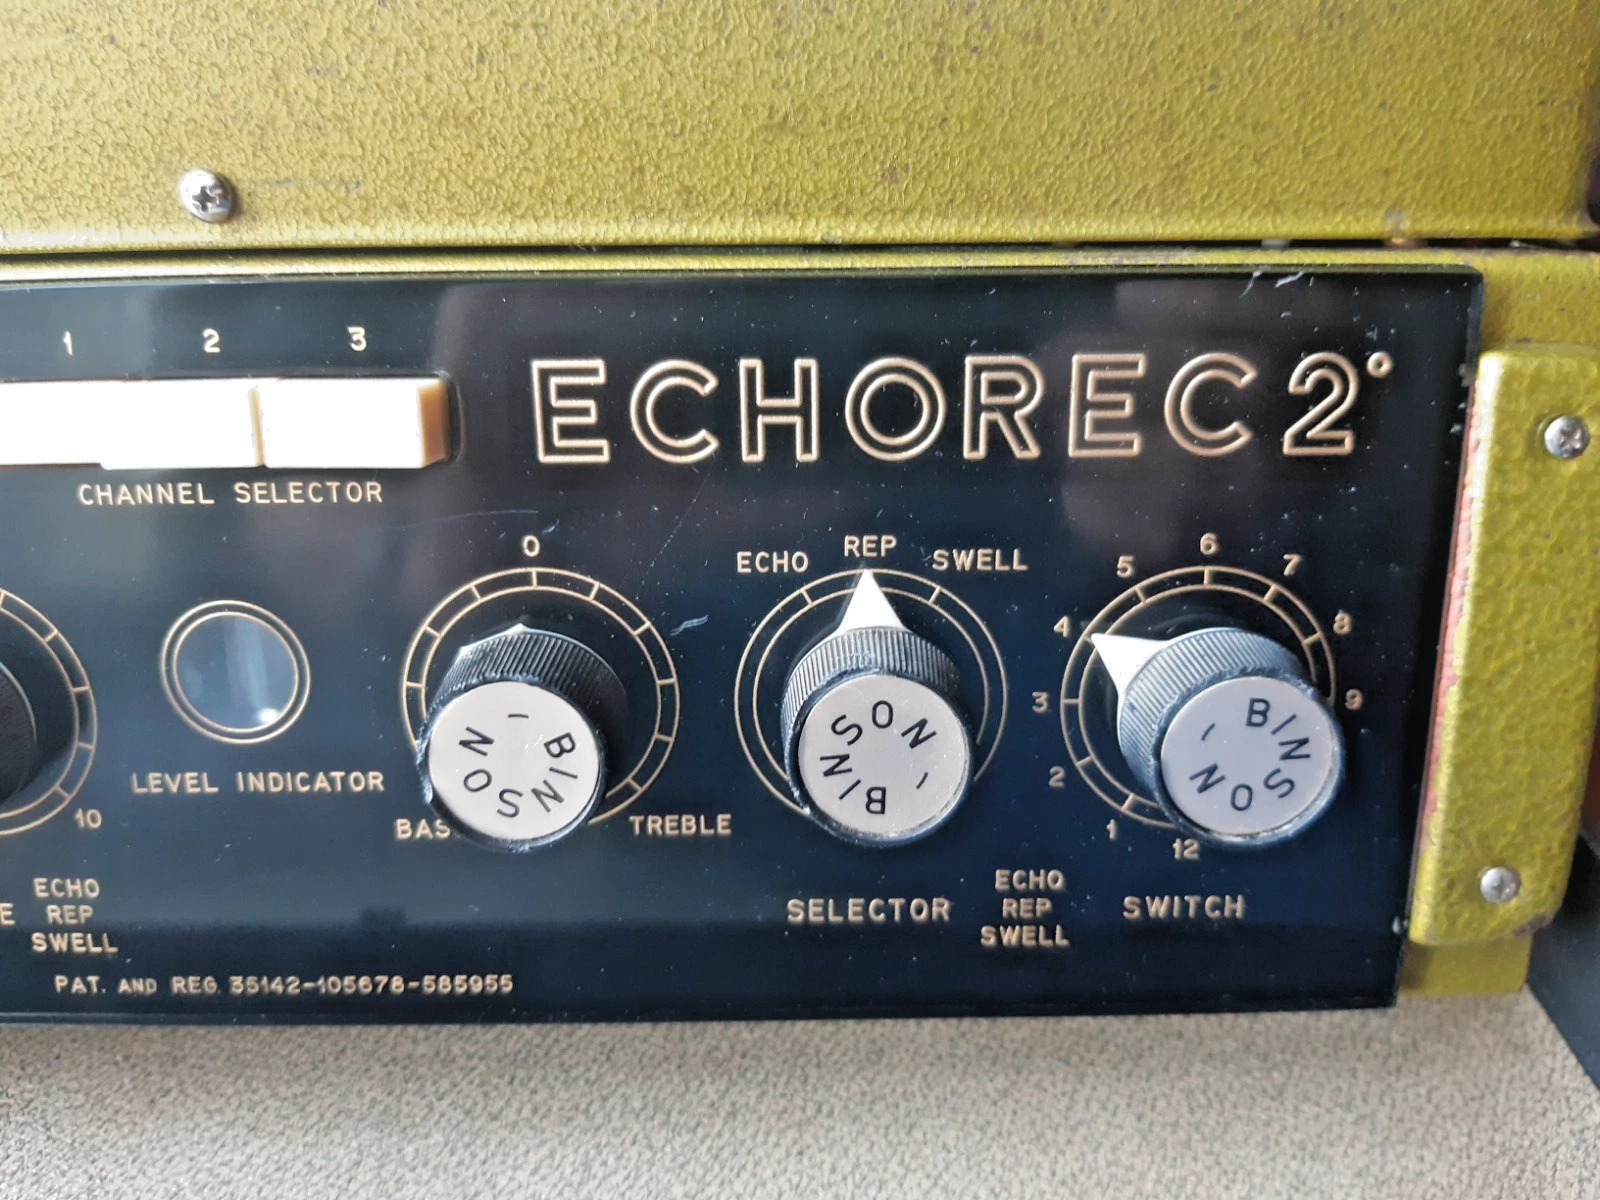 1 2 3
ECHOREC 2°
CHANNEL SELECTOR
0
ECHO REP SWELL
1 2 3 4 5 6 7 8 9 12
BINSON -
BINSON -
BINSON -
LEVEL INDICATOR
10
TREBLE
ECHO
REP
SWELL
SELECTOR
ECHO
REP
SWELL
SWITCH
PAT. AND REG. 35142-105678-585955